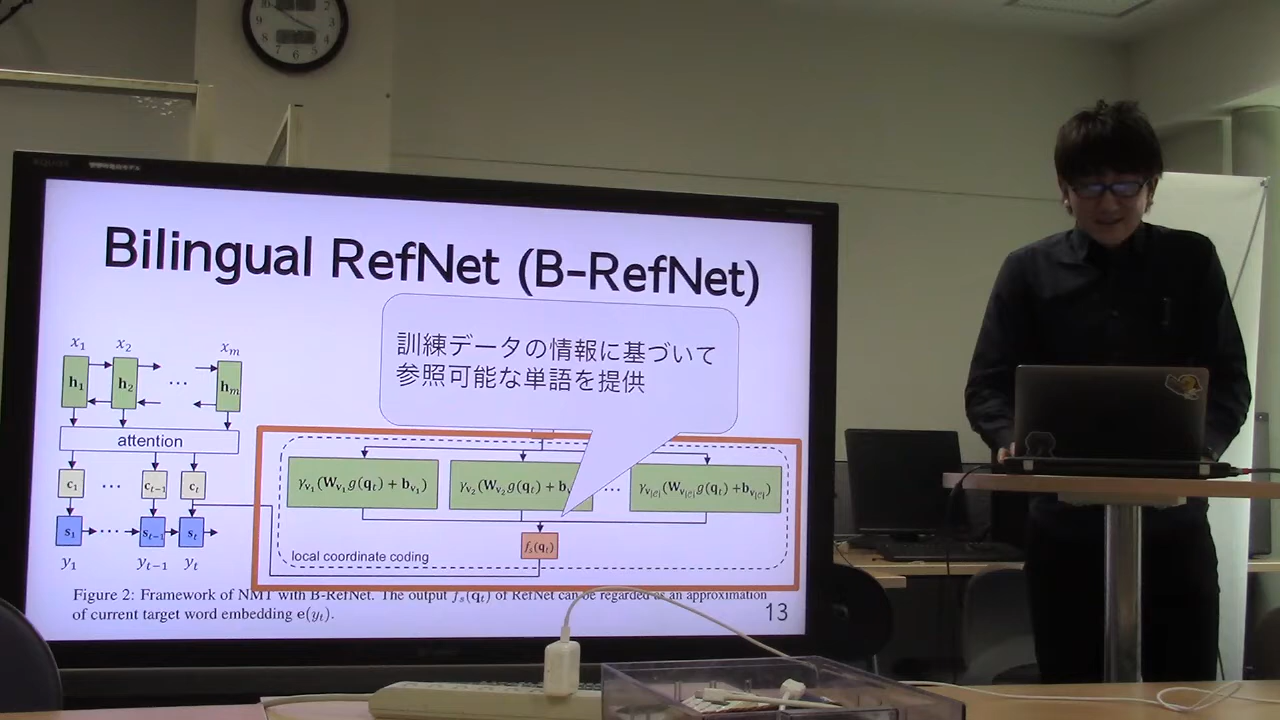 Bilingual RefNet (B-RefNet)
訓練データの情報に基づいて
参照可能な単語を提供
x₁ x₂ xₘ
h₁ h₂ ⋯ hₘ
attention
c₁ ⋯ cₜ₋₁ cₜ
γᵥ₁(Wᵥ₁g(qₜ) + bᵥ₁) γᵥ₂(Wᵥ₂g(qₜ) + bᵥ ⋯ γᵥ|𝒞|(Wᵥ|𝒞|g(qₜ) +bᵥ|𝒞|)
s₁ ⋯⋯ sₜ₋₁ sₜ
fₛ(qₜ)
local coordinate coding
y₁ yₜ₋₁ yₜ
Figure 2: Framework of NMT with B-RefNet. The output fₛ(qₜ) of RefNet can be regarded as an approximation
of current target word embedding e(yₜ).
13